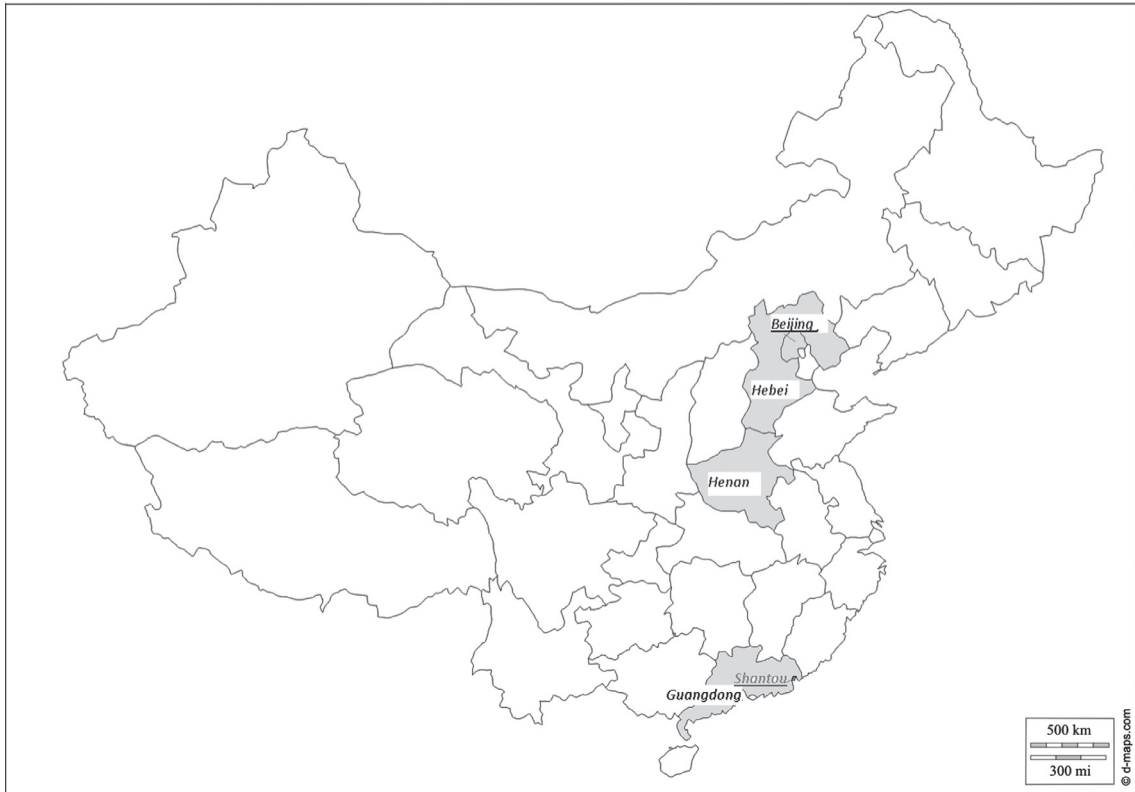 Beijing
Hebei
Henan
Shantou
Guangdong
500 km
300 mi
© d-maps.com